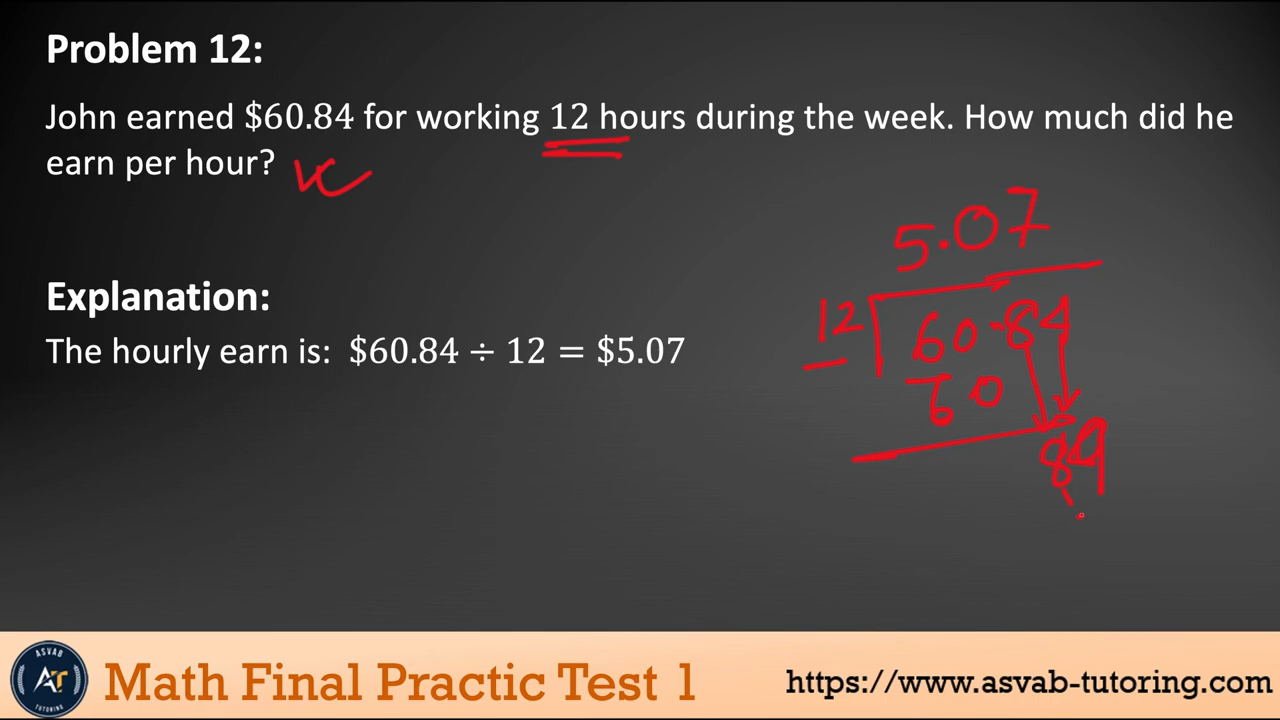 Problem 12:
John earned $60.84 for working 12 hours during the week. How much did he
earn per hour?
5.07
12 60.84
60
84
Explanation:
The hourly earn is: $60.84 ÷ 12 = $5.07
ASVAB
AT
TUTORING
Math Final Practic Test 1
https://www.asvab-tutoring.com